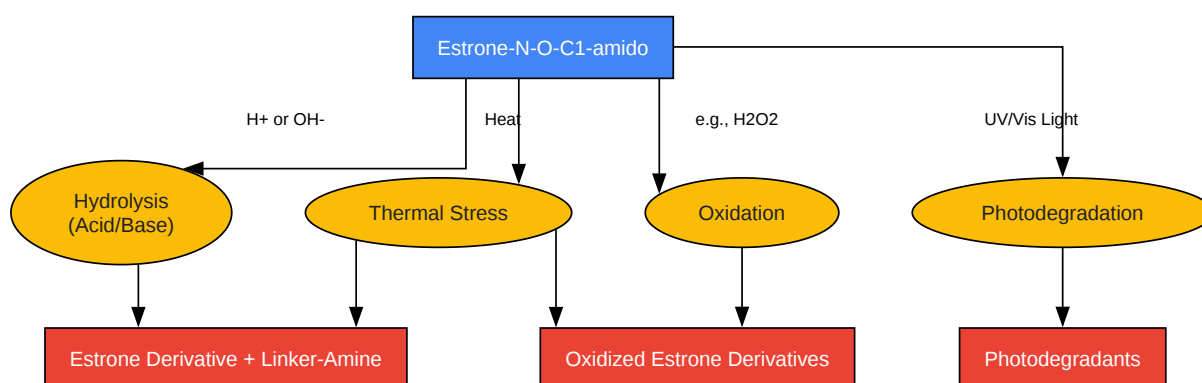 Estrone-N-O-C1-amido
H+ or OH-
Heat
e.g., H2O2
UV/Vis Light
Hydrolysis
(Acid/Base)
Thermal Stress
Oxidation
Photodegradation
Estrone Derivative + Linker-Amine
Oxidized Estrone Derivatives
Photodegradants